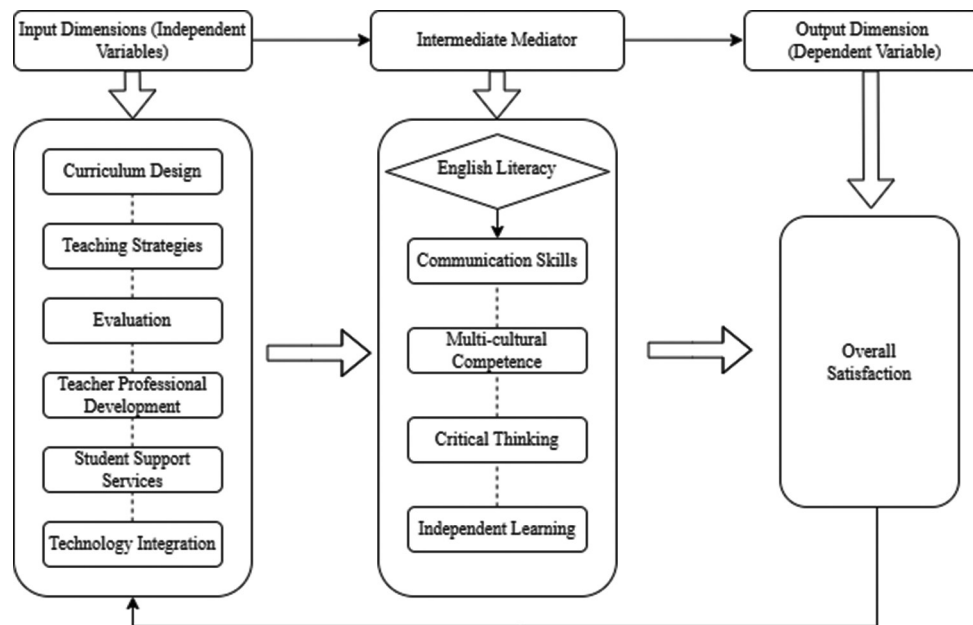 Input Dimensions (Independent
Variables)
Intermediate Mediator
Output Dimension
(Dependent Variable)
Curriculum Design
Teaching Strategies
Evaluation
Teacher Professional
Development
Student Support
Services
Technology Integration
English Literacy
Communication Skills
Multi-cultural
Competence
Critical Thinking
Independent Learning
Overall
Satisfaction